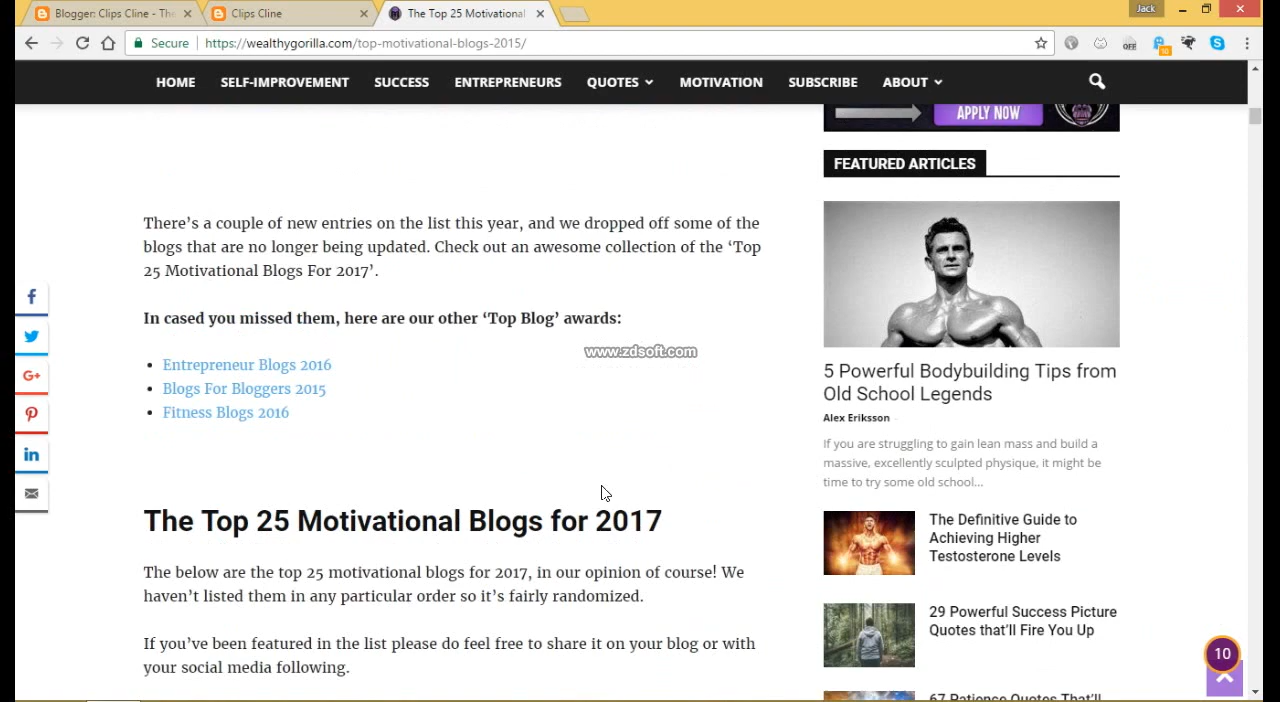 Blogger: Clips Cline - The
Clips Cline
The Top 25 Motivational
Jack
Secure
https://wealthygorilla.com/top-motivational-blogs-2015/
OFF
10
HOME
SELF-IMPROVEMENT
SUCCESS
ENTREPRENEURS
QUOTES
MOTIVATION
SUBSCRIBE
ABOUT
APPLY NOW
There's a couple of new entries on the list this year, and we dropped off some of the
blogs that are no longer being updated. Check out an awesome collection of the ‘Top
25 Motivational Blogs For 2017’.
In cased you missed them, here are our other ‘Top Blog’ awards:
www.zdsoft.com
Entrepreneur Blogs 2016
Blogs For Bloggers 2015
Fitness Blogs 2016
The Top 25 Motivational Blogs for 2017
The below are the top 25 motivational blogs for 2017, in our opinion of course! We
haven't listed them in any particular order so it's fairly randomized.
If you've been featured in the list please do feel free to share it on your blog or with
your social media following.
FEATURED ARTICLES
5 Powerful Bodybuilding Tips from
Old School Legends
Alex Eriksson -
If you are struggling to gain lean mass and build a
massive, excellently sculpted physique, it might be
time to try some old school...
The Definitive Guide to
Achieving Higher
Testosterone Levels
29 Powerful Success Picture
Quotes that'll Fire You Up
67 Patience Quotes That'll
10